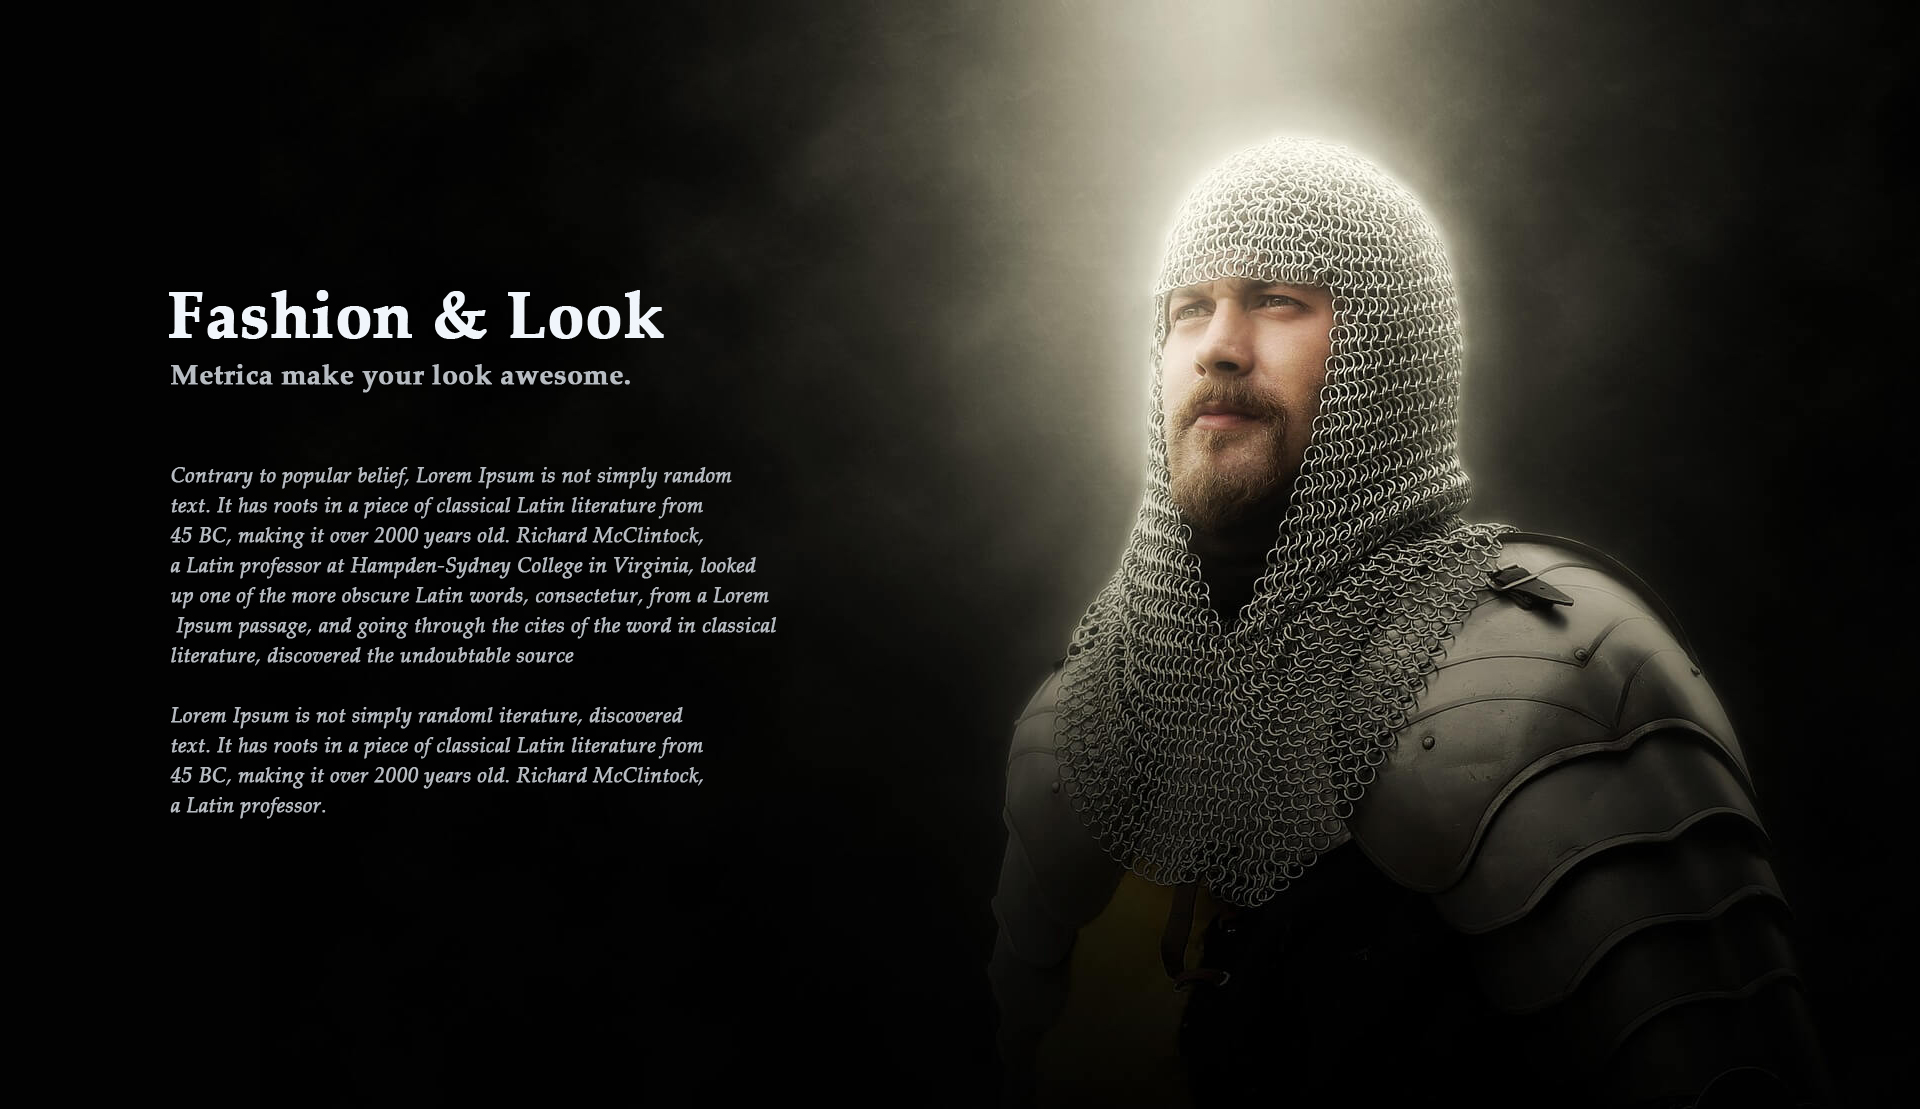 Fashion & Look
Metrica make your look awesome.
Contrary to popular belief, Lorem Ipsum is not simply random
text. It has roots in a piece of classical Latin literature from
45 BC, making it over 2000 years old. Richard McClintock,
a Latin professor at Hampden-Sydney College in Virginia, looked
up one of the more obscure Latin words, consectetur, from a Lorem
Ipsum passage, and going through the cites of the word in classical
literature, discovered the undoubtable source
Lorem Ipsum is not simply randoml iterature, discovered
text. It has roots in a piece of classical Latin literature from
45 BC, making it over 2000 years old. Richard McClintock,
a Latin professor.